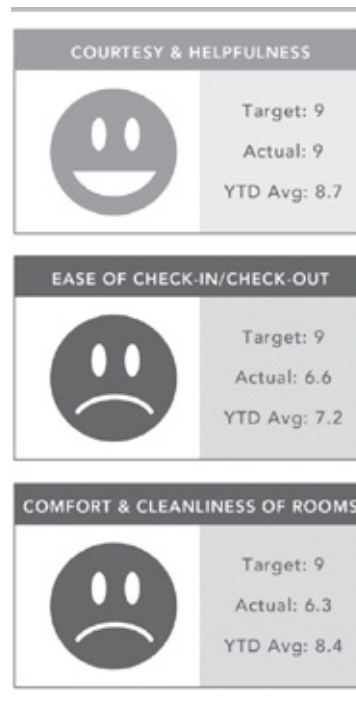 COURTESY & HELPFULNESS
Target: 9
Actual: 9
YTD Avg: 8.7
EASE OF CHECK-IN/CHECK-OUT
Target: 9
Actual: 6.6
YTD Avg: 7.2
COMFORT & CLEANLINESS OF ROOMS
Target: 9
Actual: 6.3
YTD Avg: 8.4